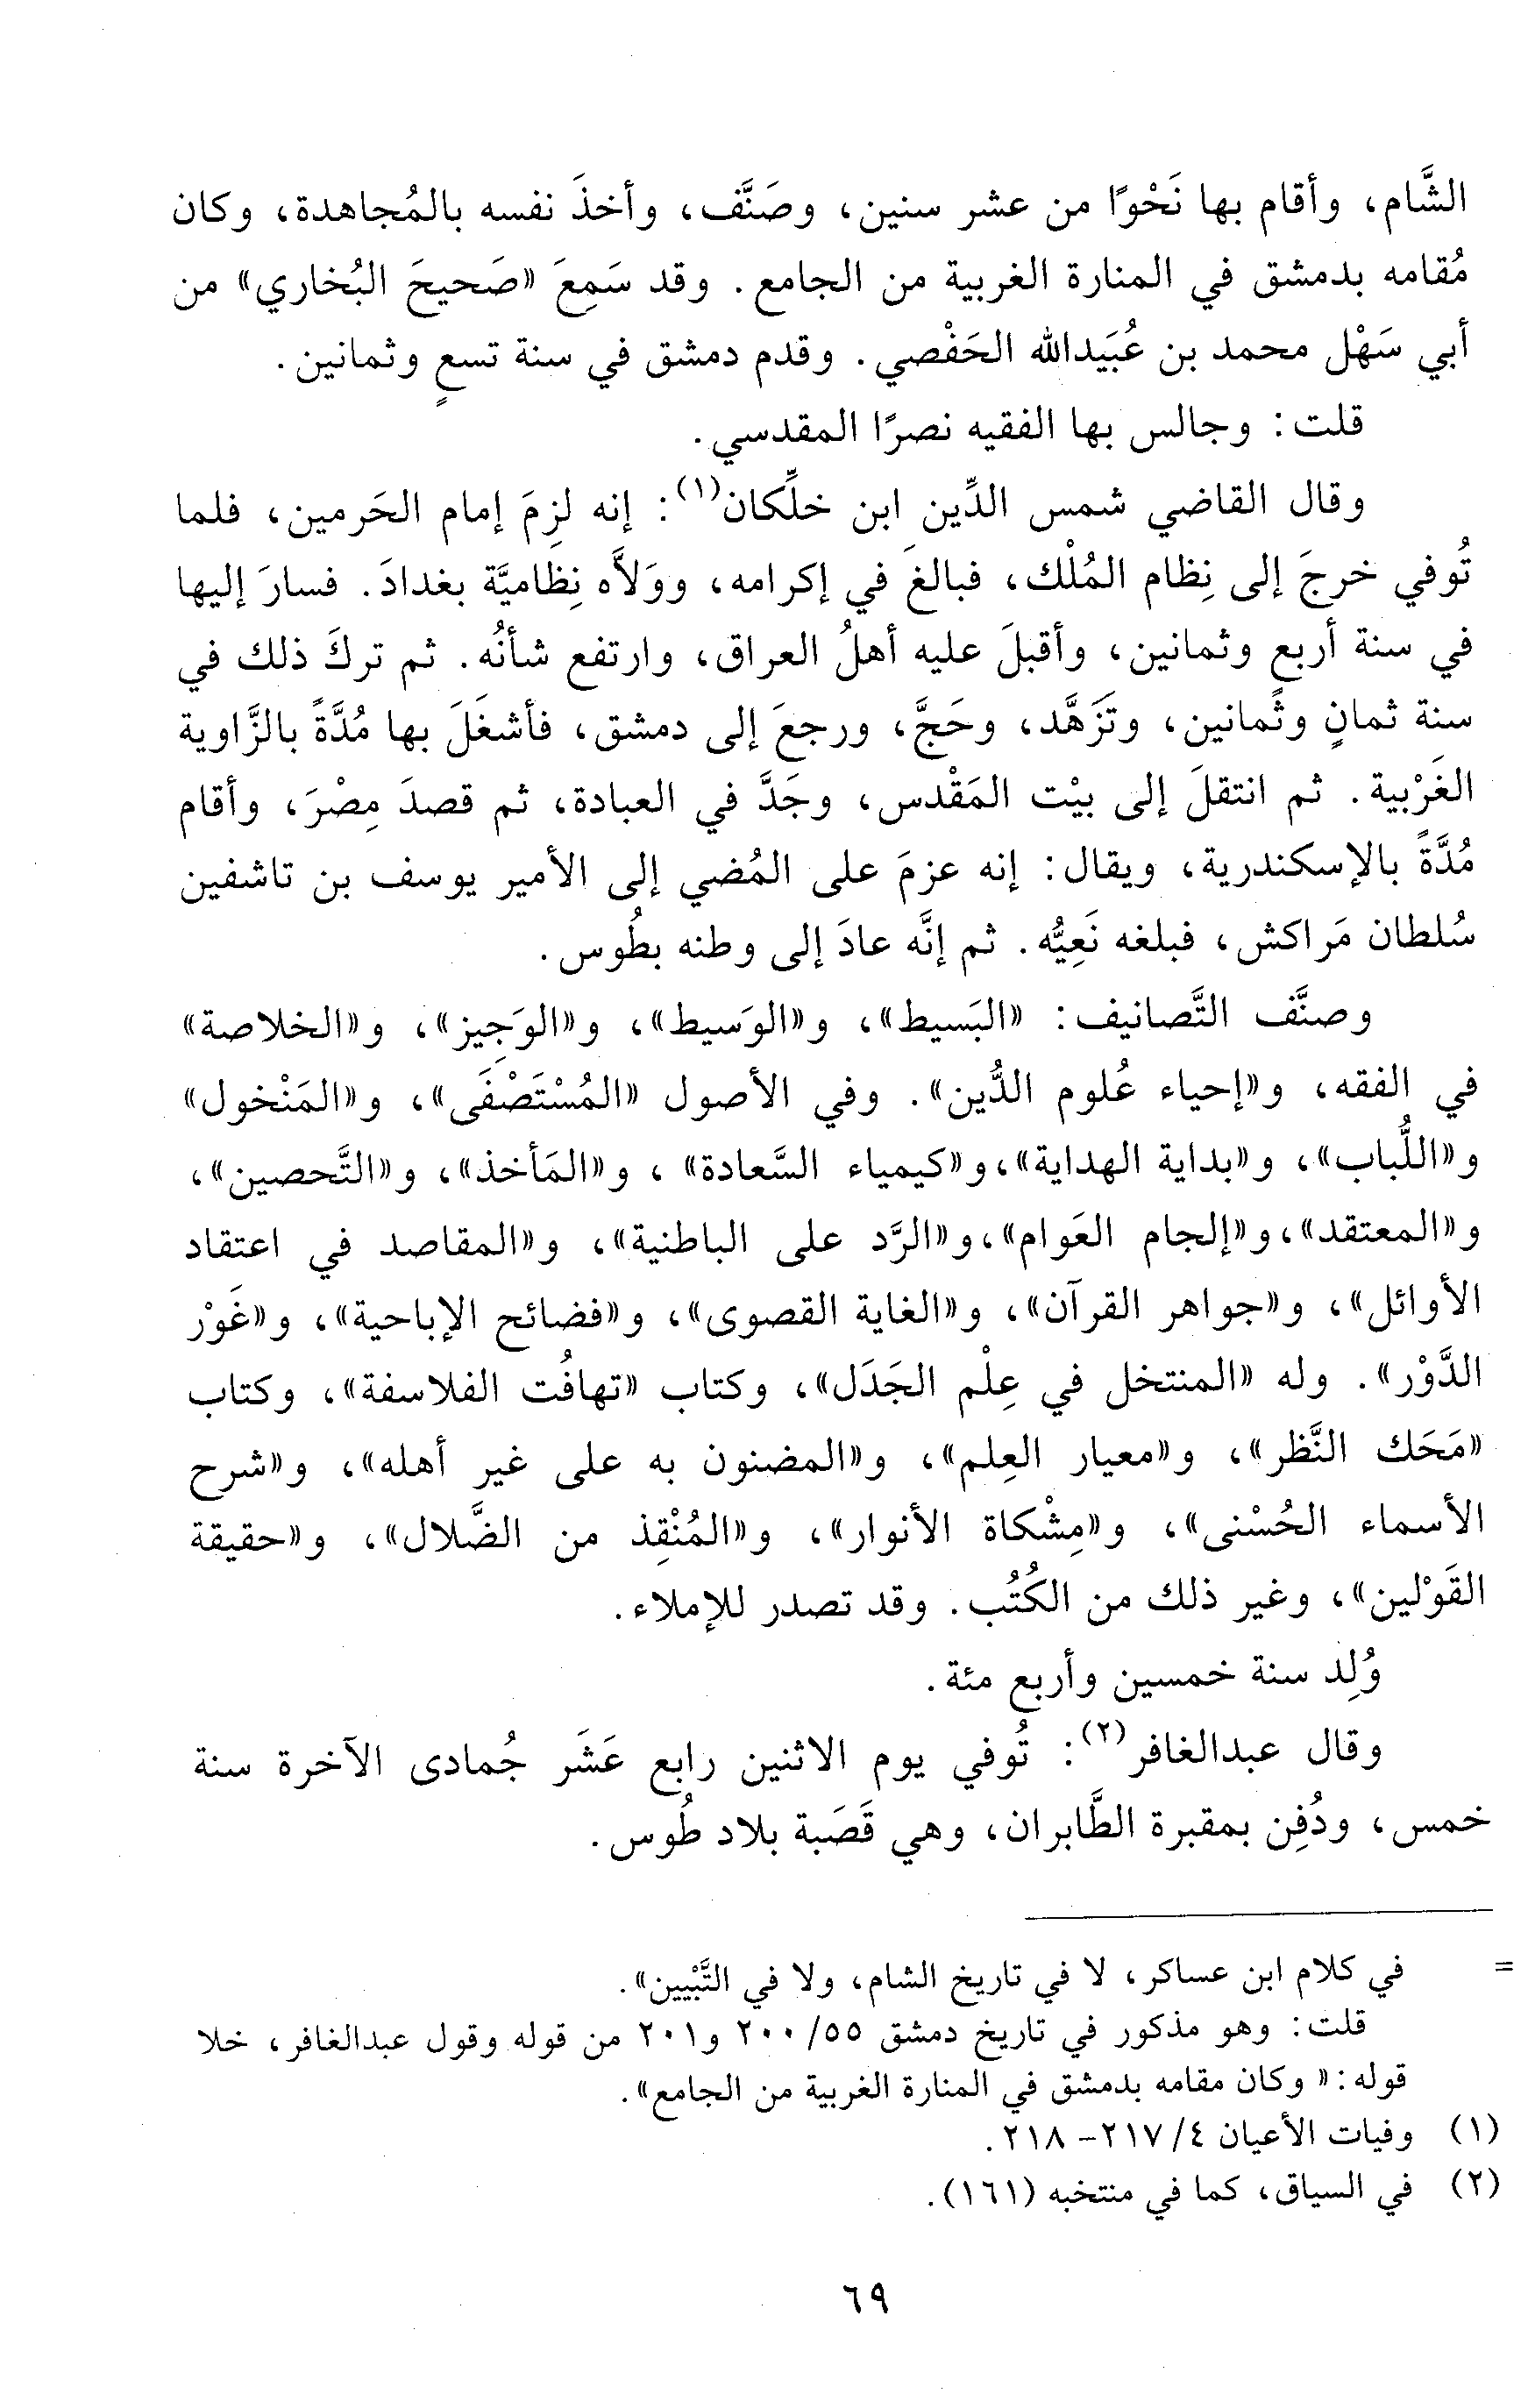 الشَّام، وأقام بها نَحْوًا من عشر سنين، وصَنَّف، وأخذَ نفسه بالمُجاهدة، وكان
مُقامه بدمشق في المنارة الغربية من الجامع. وقد سَمِعَ «صَحيحَ البُخاري» من
أبي سَهْل محمد بن عُبَيدالله الحَفْصي. وقدم دمشق في سنة تسعٍ وثمانين.
قلت: وجالس بها الفقيه نصرًا المقدسي.
وقال القاضي شمس الدِّين ابن خلِّكان(١): إنه لزِمَ إمام الحَرمين، فلما
تُوفي خرجَ إلى نِظام المُلْك، فبالغَ في إكرامه، وولاَّه نِظاميَّة بغدادَ. فسارَ إليها
في سنة أربع وثمانين، وأقبلَ عليه أهلُ العراق، وارتفع شأنُه. ثم تركَ ذلك في
سنة ثمانٍ وثمانين، وتَزَهَّد، وحَجَّ، ورجعَ إلى دمشق، فأشغَلَ بها مُدَّةً بالزَّاوية
الغَرْبية. ثم انتقلَ إلى بيْت المَقْدس، وجَدَّ في العبادة، ثم قصدَ مِصْرَ، وأقام
مُدَّةً بالإسكندرية، ويقال: إنه عزمَ على المُضي إلى الأمير يوسف بن تاشفين
سُلطان مَراكش، فبلغه نَعِيُّه. ثم إنَّه عادَ إلى وطنه بطُوس.
وصنَّف التَّصانيف: «البَسيط»، و«الوَسيط»، و«الوَجِيز»، و«الخلاصة»
في الفقه، و«إحياء عُلوم الدُّين». وفي الأصول «المُسْتَصْفَى»، و«المَنْخول»
و«اللُّباب»، و«بداية الهداية»، و«كيمياء السَّعادة»، و«المَأخذ»، و«التَّحصين»،
و«المعتقد»، و«إلجام العَوام»، و«الرَّد على الباطنية»، و«المقاصد في اعتقاد
الأوائل»، و«جواهر القرآن»، و«الغاية القصوى»، و«فضائح الإباحية»، و«غَوْر
الدَّوْر». وله «المنتخل في عِلْم الجَدَل»، وكتاب «تهافُت الفلاسفة»، وكتاب
«مَحَك النَّظر»، و«معيار العِلم»، و«المضنون به على غير أهله»، و«شرح
الأسماء الحُسْنى»، و«مِشْكاة الأنوار»، و«المُنْقِذ من الضَّلال»، و«حقيقة
القَوْلين»، وغير ذلك من الكُتُب. وقد تصدر للإملاء.
وُلِد سنة خمسين وأربع مئة.
وقال عبدالغافر(٢): تُوفي يوم الاثنين رابع عَشَر جُمادى الآخرة سنة
خمس، ودُفِن بمقبرة الطَّابران، وهي قَصَبة بلاد طُوس.
= في كلام ابن عساكر، لا في تاريخ الشام، ولا في التَّبْيين».
قلت: وهو مذكور في تاريخ دمشق ٥٥/ ٢٠٠ و٢٠١ من قوله وقول عبدالغافر، خلا
قوله: « وكان مقامه بدمشق في المنارة الغربية من الجامع».
(١) وفيات الأعيان ٤/ ٢١٧- ٢١٨.
(٢) في السياق، كما في منتخبه (١٦١).
٦٩